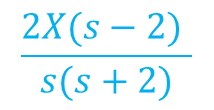 2X(s − 2)
s(s + 2)